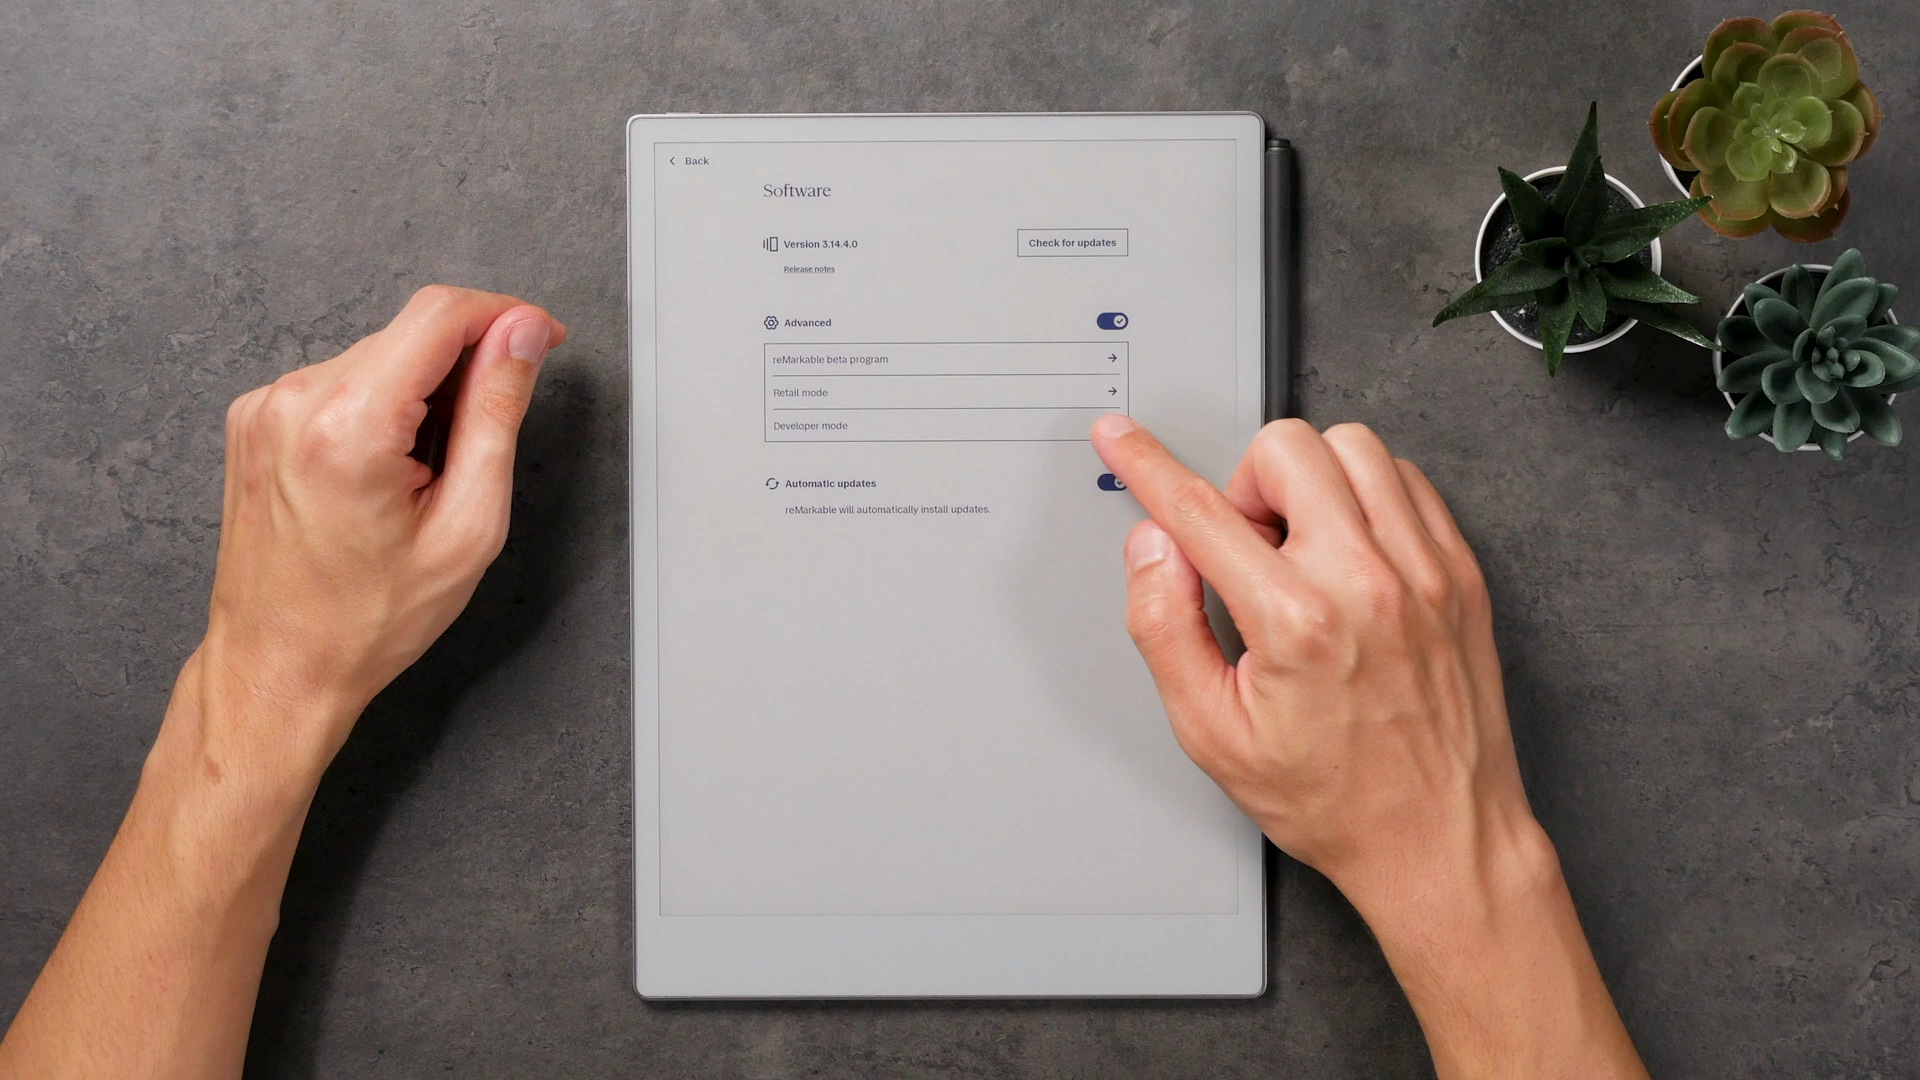 Back
Software
Version 3.14.4.0
Check for updates
Release notes
Advanced
reMarkable beta program
Retail mode
Developer mode
Automatic updates
reMarkable will automatically install updates.